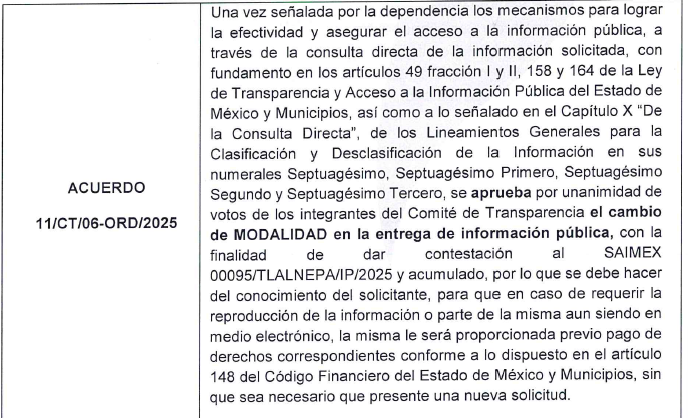 ACUERDO
11/CT/06-ORD/2025
Una vez señalada por la dependencia los mecanismos para lograr
la efectividad y asegurar el acceso a la información pública, a
través de la consulta directa de la información solicitada, con
fundamento en los artículos 49 fracción I y II, 158 y 164 de la Ley
de Transparencia y Acceso a la Información Pública del Estado de
México y Municipios, así como a lo señalado en el Capítulo X “De
la Consulta Directa”, de los Lineamientos Generales para la
Clasificación y Desclasificación de la Información en sus
numerales Septuagésimo, Septuagésimo Primero, Septuagésimo
Segundo y Septuagésimo Tercero, se aprueba por unanimidad de
votos de los integrantes del Comité de Transparencia el cambio
de MODALIDAD en la entrega de información pública, con la
finalidad de dar contestación al SAIMEX
00095/TLALNEPA/IP/2025 y acumulado, por lo que se debe hacer
del conocimiento del solicitante, para que en caso de requerir la
reproducción de la información o parte de la misma aun siendo en
medio electrónico, la misma le será proporcionada previo pago de
derechos correspondientes conforme a lo dispuesto en el artículo
148 del Código Financiero del Estado de México y Municipios, sin
que sea necesario que presente una nueva solicitud.